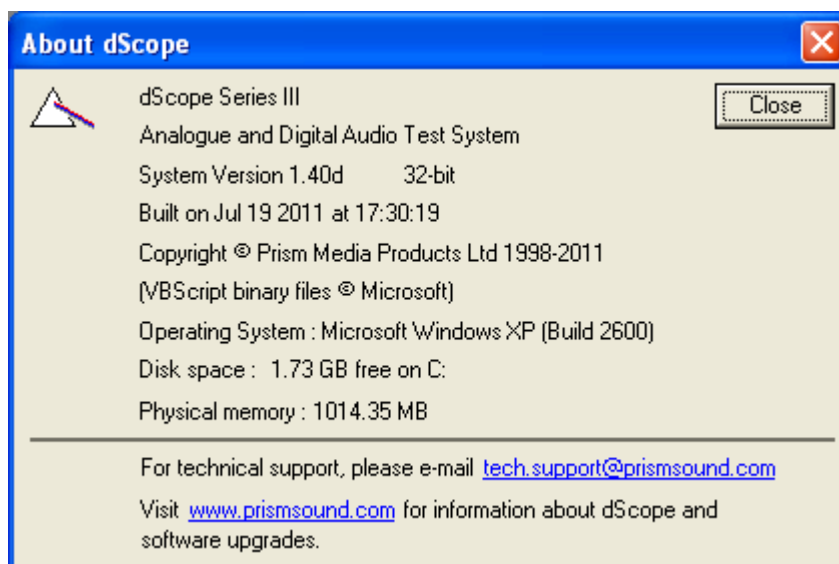 About dScope
Close
dScope Series III
Analogue and Digital Audio Test System
System Version 1.40d 32-bit
Built on Jul 19 2011 at 17:30:19
Copyright © Prism Media Products Ltd 1998-2011
(VBScript binary files © Microsoft)
Operating System : Microsoft Windows XP (Build 2600)
Disk space : 1.73 GB free on C:
Physical memory : 1014.35 MB
For technical support, please e-mail tech.support@prismsound.com
Visit www.prismsound.com for information about dScope and
software upgrades.